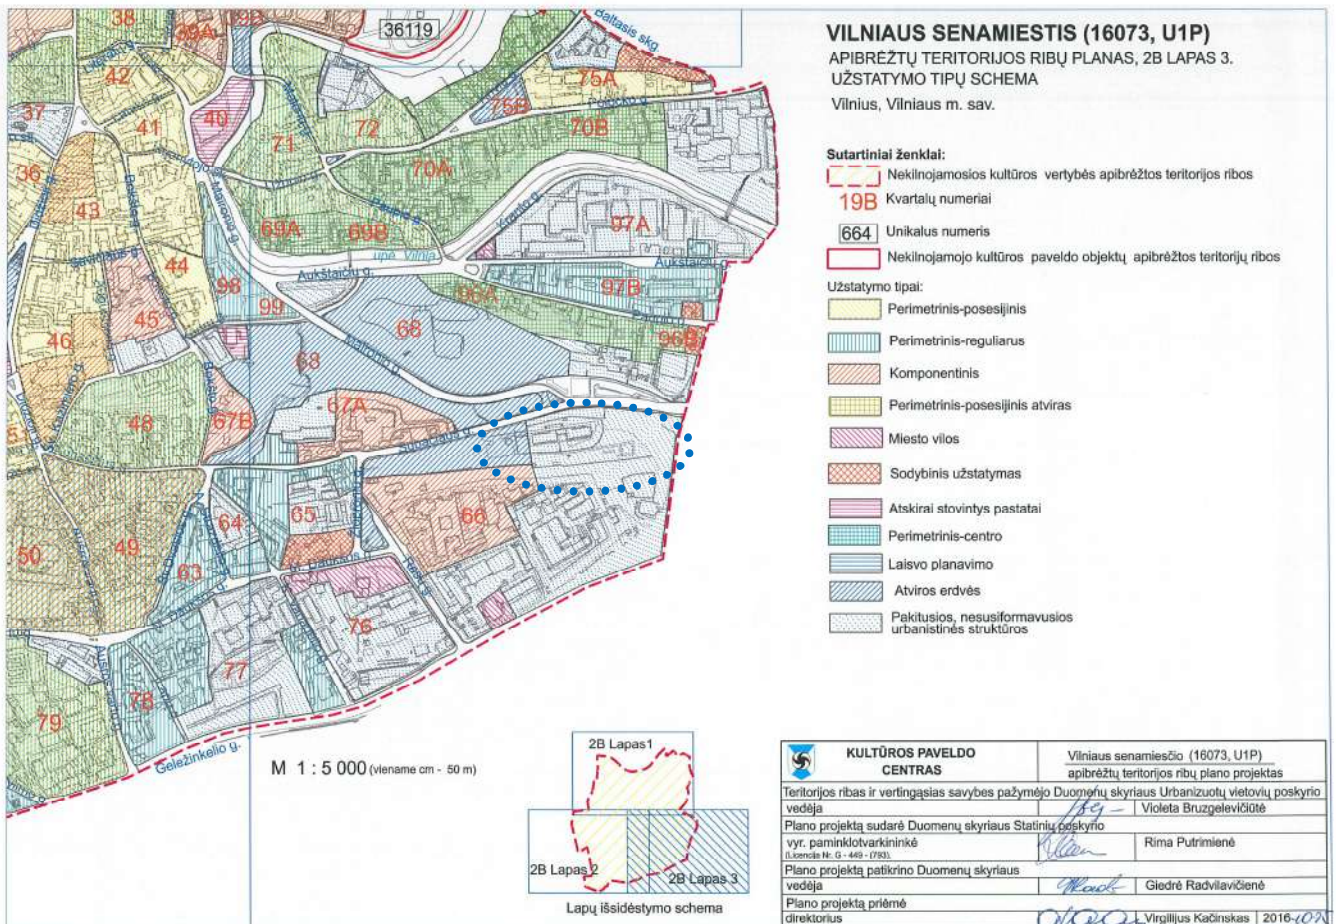 VILNIAUS SENAMIESTIS (16073, U1P)
APIBRĖŽTŲ TERITORIJOS RIBŲ PLANAS, 2B LAPAS 3.
UŽSTATYMO TIPŲ SCHEMA
Vilnius, Vilniaus m. sav.
Sutartiniai ženklai:
Nekilnojamosios kultūros vertybės apibrėžtos teritorijos ribos
19B Kvartalų numeriai
664 Unikalus numeris
Nekilnojamojo kultūros paveldo objektų apibrėžtos teritorijų ribos
Užstatymo tipai:
Perimetrinis-posesijinis
Perimetrinis-reguliarus
Komponentinis
Perimetrinis-posesijinis atviras
Miesto vilos
Sodybinis užstatymas
Atskirai stovintys pastatai
Perimetrinis-centro
Laisvo planavimo
Atviros erdvės
Pakitusios, nesusiformavusios
urbanistinės struktūros
38
39A
36119
Baltasis skg.
42
75A
37
40
75B
Polocko g.
41
71
72
70B
36
70A
43
Maironio g.
69A
69B
97A
upė Vilnia
44
Aukštaičių g.
Aukštaičių g.
98
97B
99
96A
45
68
96B
46
68
Maironio g.
67A
48
67B
Subačiaus g.
64
65
66
50
49
63
76
77
78
79
Geležinkelio g.
M 1 : 5 000 (viename cm - 50 m)
2B Lapas1
2B Lapas 2
2B Lapas 3
Lapų išsidėstymo schema
KULTŪROS PAVELDO
CENTRAS
Vilniaus senamiesčio (16073, U1P)
apibrėžtų teritorijos ribų plano projektas
Teritorijos ribas ir vertingąsias savybes pažymėjo Duomenų skyriaus Urbanizuotų vietovių poskyrio
vedėja Violeta Bruzgelevičiūtė
Plano projektą sudarė Duomenų skyriaus Statinių poskyrio
vyr. paminklotvarkininkė Rima Putrimienė
(Licencija Nr. G - 449 - (793).
Plano projektą patikrino Duomenų skyriaus
vedėja Giedrė Radvilavičienė
Plano projektą priėmė
direktorius Virgilijus Kačinskas 2016